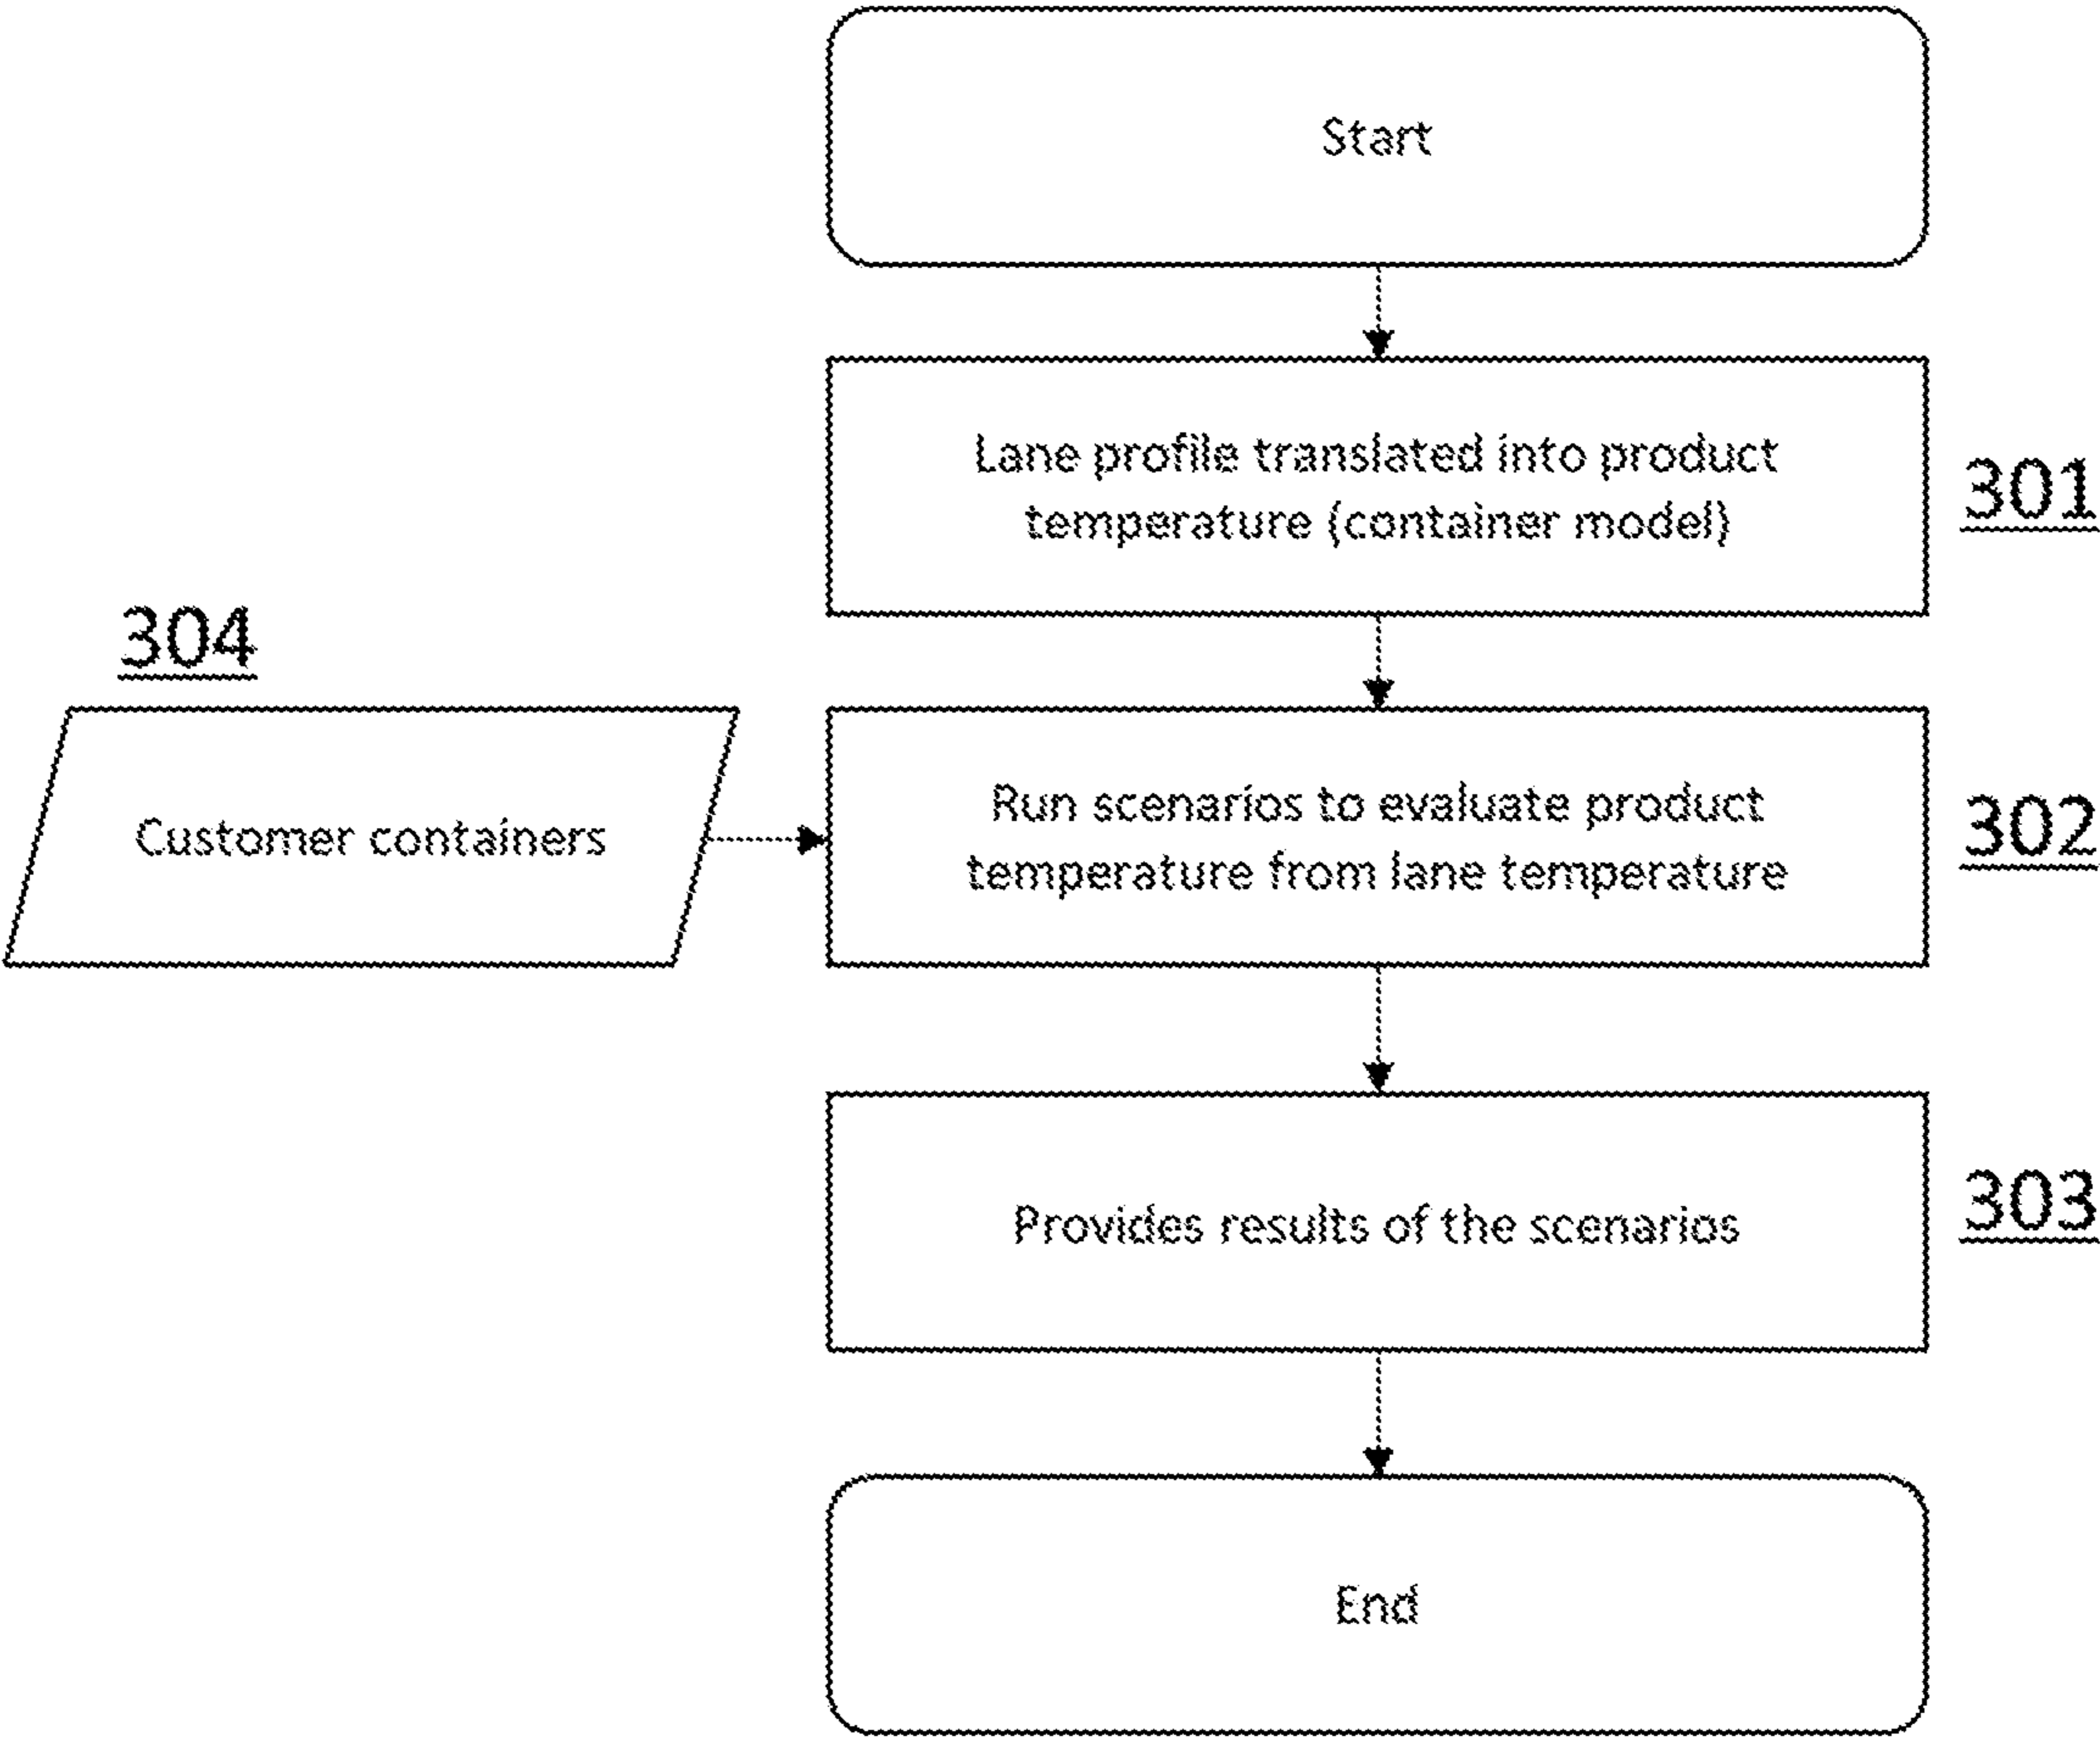 Start
Lane profile translated into product
temperature (container model)
301
304
Customer containers
Run scenarios to evaluate product
temperature from lane temperature
302
Provides results of the scenarios
303
End